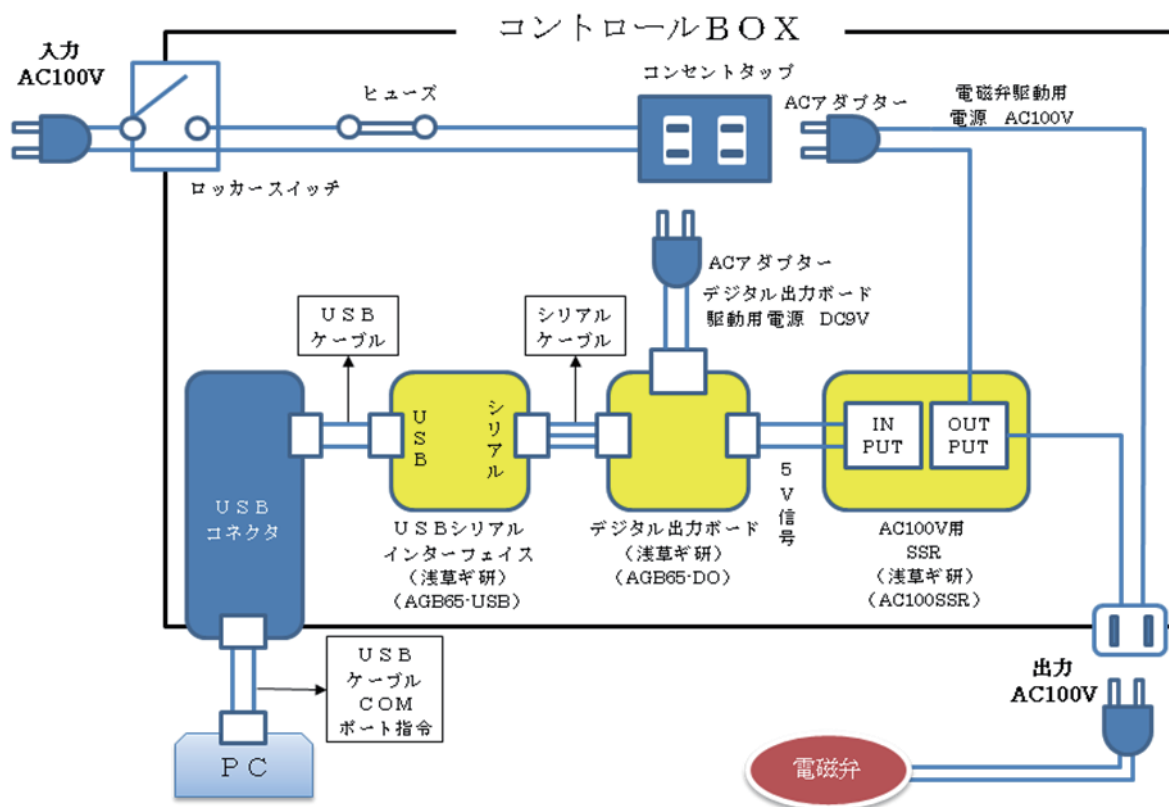 コントロールBOX
入力
AC100V
コンセントタップ
ヒューズ
ACアダプター
電磁弁駆動用
電源 AC100V
ロッカースイッチ
ACアダプター
デジタル出力ボード
駆動用電源 DC9V
USB
ケーブル
シリアル
ケーブル
USB
シリアル
IN
PUT
OUT
PUT
5V信号
USB
コネクタ
USBシリアル
インターフェイス
(浅草ギ研)
(AGB65-USB)
デジタル出力ボード
(浅草ギ研)
(AGB65-DO)
AC100V用
SSR
(浅草ギ研)
(AC100SSR)
USB
ケーブル
COM
ポート指令
出力
AC100V
PC
電磁弁